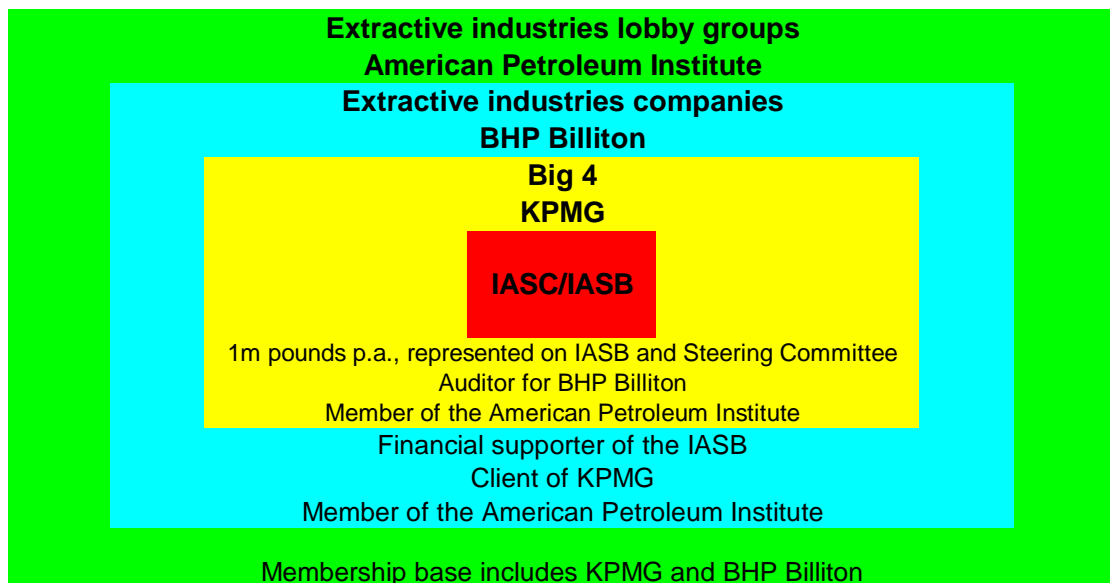 Extractive industries lobby groups
American Petroleum Institute
Extractive industries companies
BHP Billiton
Big 4
KPMG
IASC/IASB
1m pounds p.a., represented on IASB and Steering Committee
Auditor for BHP Billiton
Member of the American Petroleum Institute
Financial supporter of the IASB
Client of KPMG
Member of the American Petroleum Institute
Membership base includes KPMG and BHP Billiton